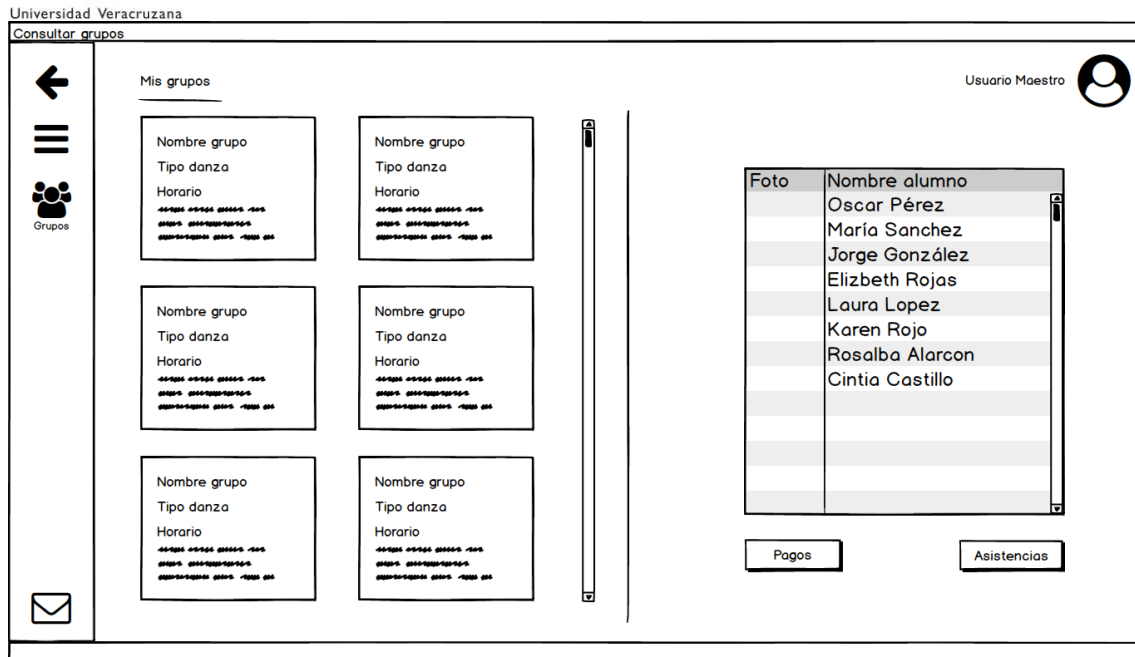 Universidad Veracruzana
Consultar grupos
Mis grupos
Usuario Maestro
Grupos
Nombre grupo
Tipo danza
Horario
Nombre grupo
Tipo danza
Horario
Nombre grupo
Tipo danza
Horario
Nombre grupo
Tipo danza
Horario
Nombre grupo
Tipo danza
Horario
Nombre grupo
Tipo danza
Horario
Foto Nombre alumno
Oscar Pérez
María Sanchez
Jorge González
Elizbeth Rojas
Laura Lopez
Karen Rojo
Rosalba Alarcon
Cintia Castillo
Pagos
Asistencias